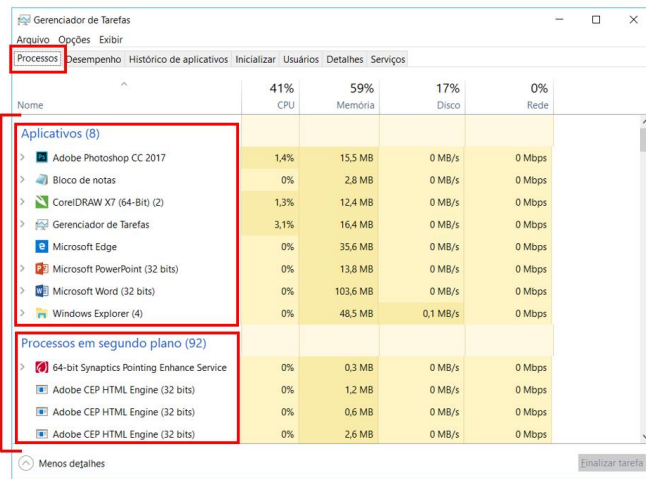 Gerenciador de Tarefas
Arquivo Opções Exibir
Processos Desempenho Histórico de aplicativos Inicializar Usuários Detalhes Serviços
41% 59% 17% 0%
Nome CPU Memória Disco Rede
Aplicativos (8)
Adobe Photoshop CC 2017 1,4% 15,5 MB 0 MB/s 0 Mbps
Bloco de notas 0% 2,8 MB 0 MB/s 0 Mbps
CorelDRAW X7 (64-Bit) (2) 1,3% 12,4 MB 0 MB/s 0 Mbps
Gerenciador de Tarefas 3,1% 16,4 MB 0 MB/s 0 Mbps
Microsoft Edge 0% 35,6 MB 0 MB/s 0 Mbps
Microsoft PowerPoint (32 bits) 0% 13,8 MB 0 MB/s 0 Mbps
Microsoft Word (32 bits) 0% 103,6 MB 0 MB/s 0 Mbps
Windows Explorer (4) 0% 48,5 MB 0,1 MB/s 0 Mbps
Processos em segundo plano (92)
64-bit Synaptics Pointing Enhance Service 0% 0,3 MB 0 MB/s 0 Mbps
Adobe CEP HTML Engine (32 bits) 0% 1,2 MB 0 MB/s 0 Mbps
Adobe CEP HTML Engine (32 bits) 0% 0,6 MB 0 MB/s 0 Mbps
Adobe CEP HTML Engine (32 bits) 0% 2,6 MB 0 MB/s 0 Mbps
Menos detalhes Finalizar tarefa